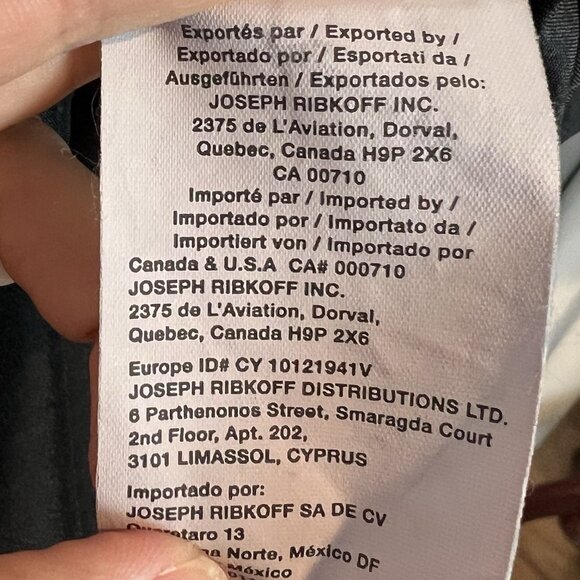 Exportés par / Exported by /
Exportado por / Esportati da /
Ausgeführten / Exportados pelo:
JOSEPH RIBKOFF INC.
2375 de L'Aviation, Dorval,
Quebec, Canada H9P 2X6
CA 00710
Importé par / Imported by /
Importado por / Importato da /
Importiert von / Importado por
Canada & U.S.A CA# 000710
JOSEPH RIBKOFF INC.
2375 de L'Aviation, Dorval,
Quebec, Canada H9P 2X6
Europe ID# CY 10121941V
JOSEPH RIBKOFF DISTRIBUTIONS LTD.
6 Parthenonos Street, Smaragda Court
2nd Floor, Apt. 202,
3101 LIMASSOL, CYPRUS
Importado por:
JOSEPH RIBKOFF SA DE CV
13
Norte, México DF
México